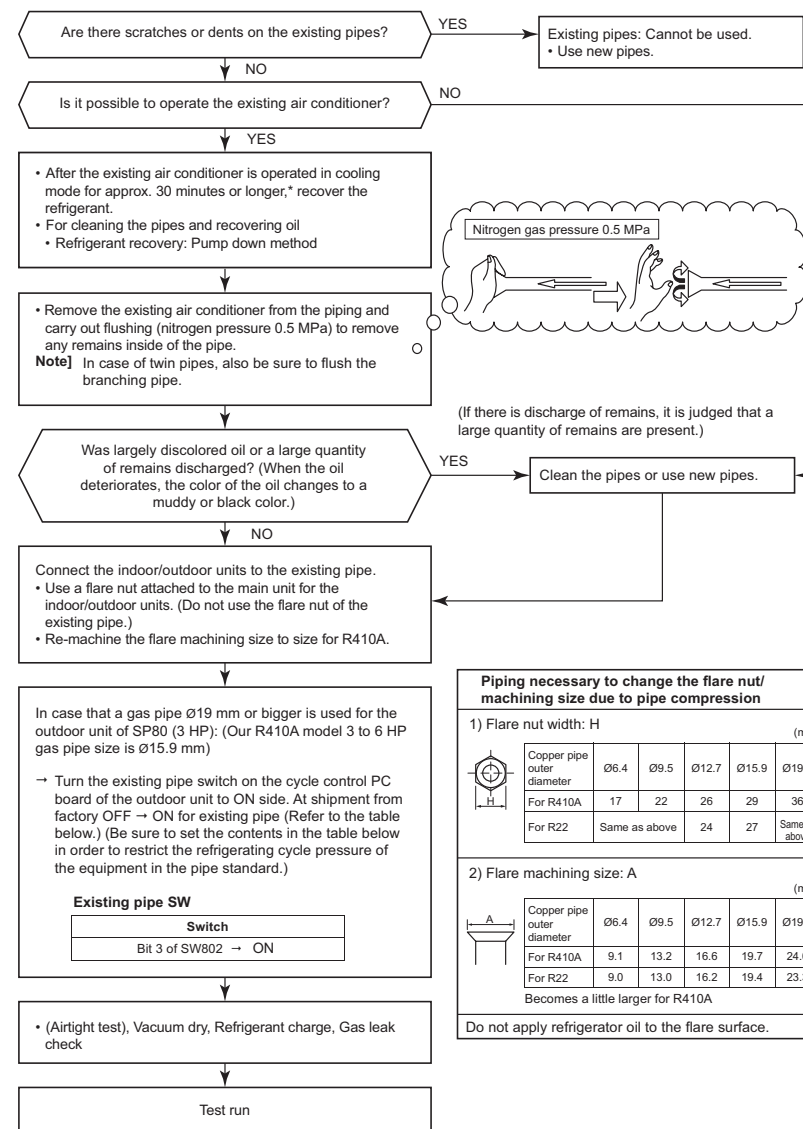 Are there scratches or dents on the existing pipes?
YES
Existing pipes: Cannot be used.
• Use new pipes.
NO
Is it possible to operate the existing air conditioner?
NO
YES
• After the existing air conditioner is operated in cooling
mode for approx. 30 minutes or longer,* recover the
refrigerant.
• For cleaning the pipes and recovering oil
• Refrigerant recovery: Pump down method
Nitrogen gas pressure 0.5 MPa
• Remove the existing air conditioner from the piping and
carry out flushing (nitrogen pressure 0.5 MPa) to remove
any remains inside of the pipe.
Note] In case of twin pipes, also be sure to flush the
branching pipe.
(If there is discharge of remains, it is judged that a
large quantity of remains are present.)
Was largely discolored oil or a large quantity
of remains discharged? (When the oil
deteriorates, the color of the oil changes to a
muddy or black color.)
YES
Clean the pipes or use new pipes.
NO
Connect the indoor/outdoor units to the existing pipe.
• Use a flare nut attached to the main unit for the
indoor/outdoor units. (Do not use the flare nut of the
existing pipe.)
• Re-machine the flare machining size to size for R410A.
In case that a gas pipe Ø19 mm or bigger is used for the
outdoor unit of SP80 (3 HP): (Our R410A model 3 to 6 HP
gas pipe size is Ø15.9 mm)
→ Turn the existing pipe switch on the cycle control PC
board of the outdoor unit to ON side. At shipment from
factory OFF → ON for existing pipe (Refer to the table
below.) (Be sure to set the contents in the table below
in order to restrict the refrigerating cycle pressure of
the equipment in the pipe standard.)
Existing pipe SW
Switch
Bit 3 of SW802 → ON
• (Airtight test), Vacuum dry, Refrigerant charge, Gas leak
check
Test run
Piping necessary to change the flare nut/
machining size due to pipe compression
1) Flare nut width: H
H
Copper pipe outer diameter Ø6.4 Ø9.5 Ø12.7 Ø15.9
For R410A 17 22 26 29 36
For R22 Same as above 24 27 Same
2) Flare machining size: A
A
Copper pipe outer diameter Ø6.4 Ø9.5 Ø12.7 Ø15.9
For R410A 9.1 13.2 16.6 19.7
For R22 9.0 13.0 16.2 19.4
Becomes a little larger for R410A
Do not apply refrigerator oil to the flare surface.